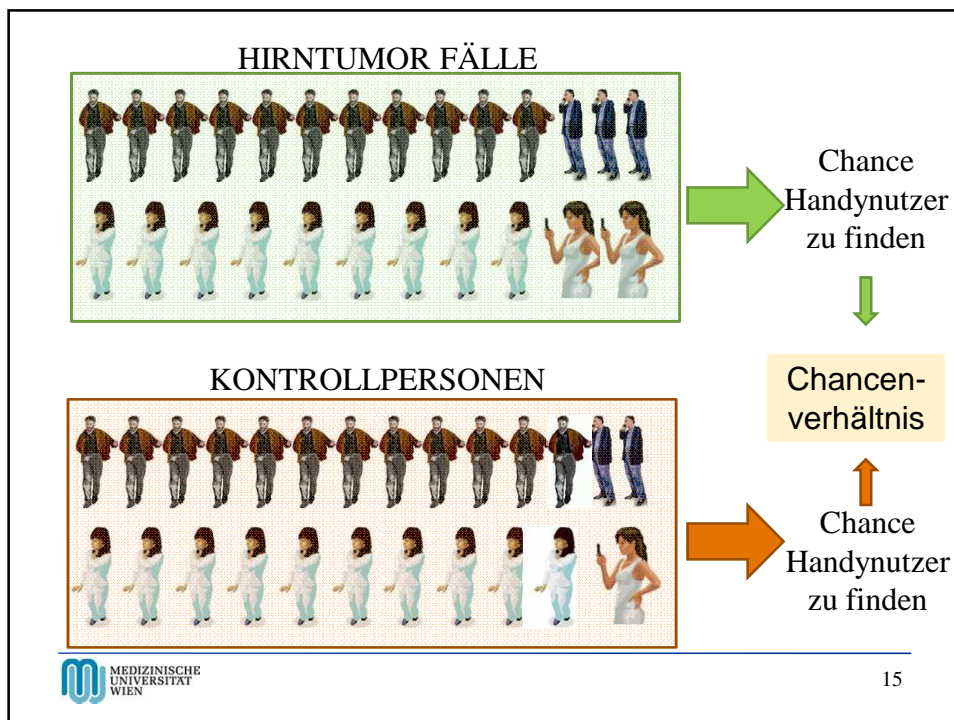 HIRNTUMOR FÄLLE
Chance
Handynutzer
zu finden
Chancen-
verhältnis
KONTROLLPERSONEN
Chance
Handynutzer
zu finden
MEDIZINISCHE
UNIVERSITÄT
WIEN
15